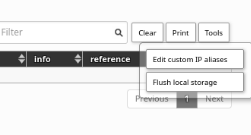 Filter Clear Print Tools
info reference
Edit custom IP aliases
Flush local storage
Previous 1 Next